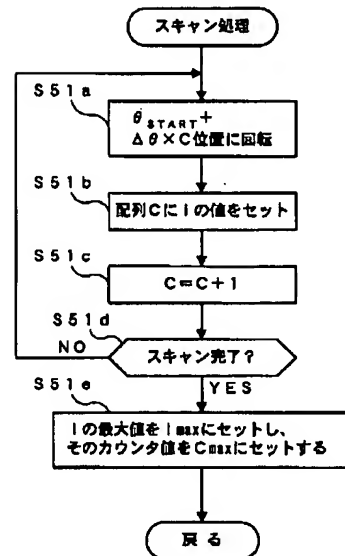 スキャン処理
S51a
θSTART+
Δθ×C位置に回転
S51b
配列CにIの値をセット
S51c
C=C+1
S51d
NO
スキャン完了?
YES
S51e
Iの最大値をImaxにセットし、
そのカウンタ値をCmaxにセットする
戻る